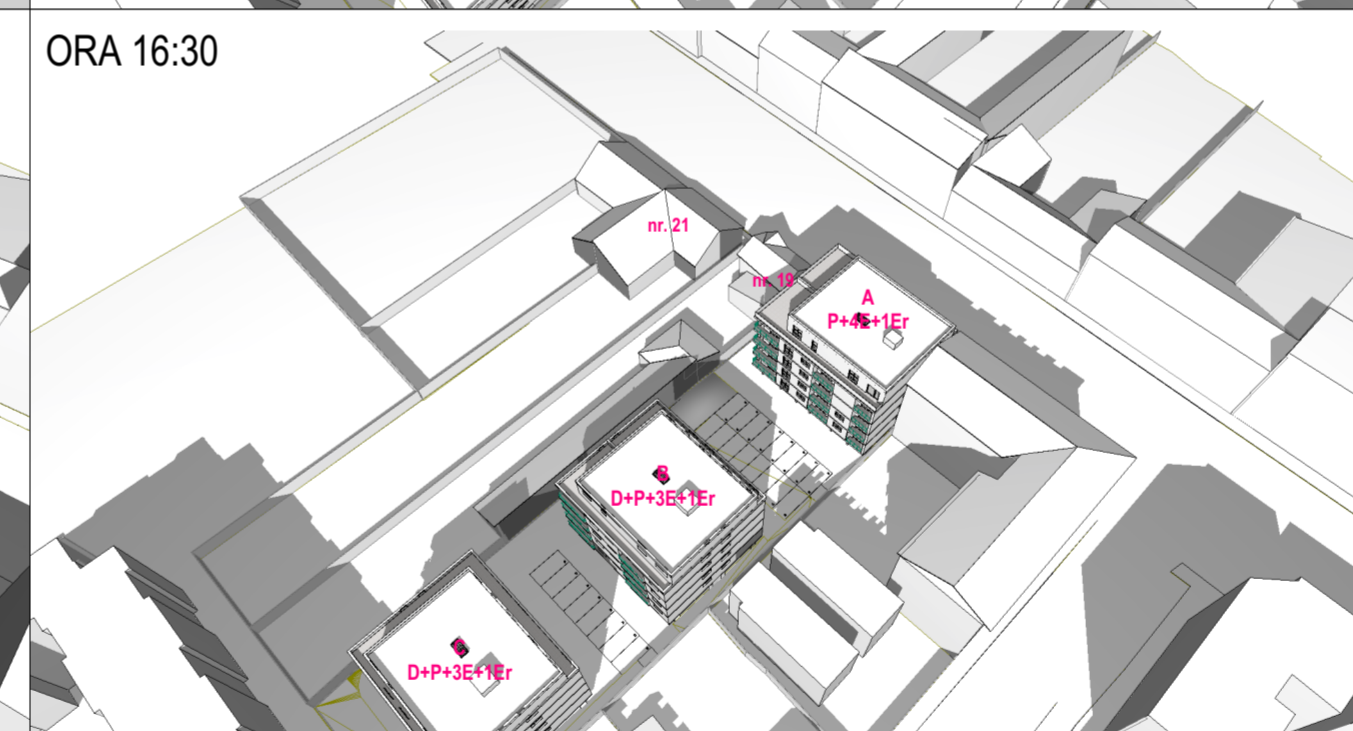 ORA 16:30
nr. 21
nr. 19
A
P+4E+1Er
B
D+P+3E+1Er
C
D+P+3E+1Er